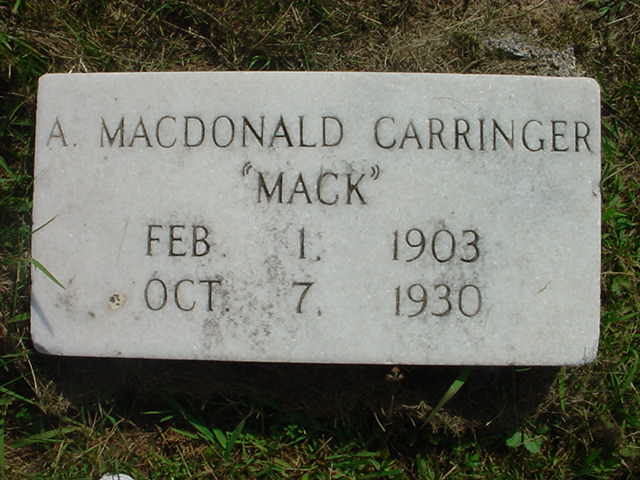 A. MACDONALD CARRINGER
"MACK"
FEB. 1. 1903
OCT. 7. 1930